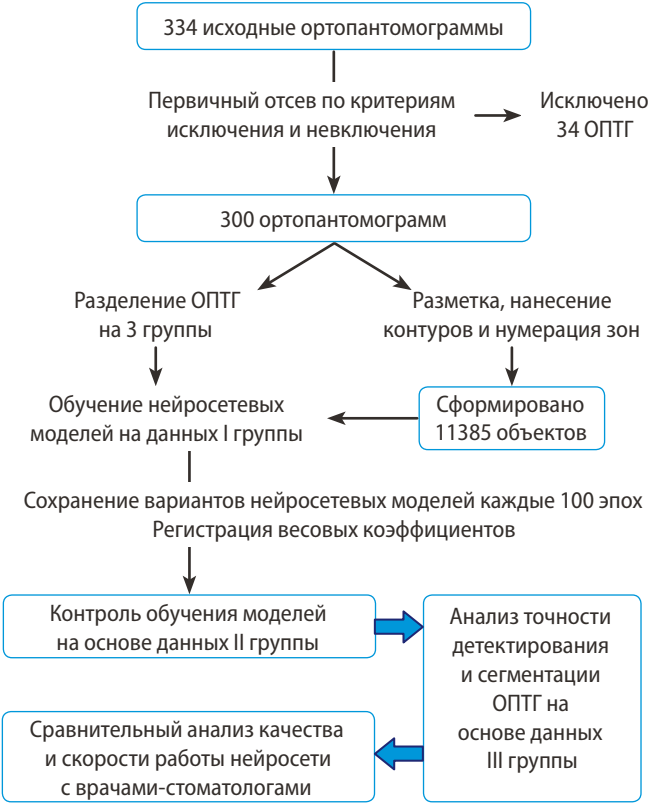 334 исходные ортопантомограммы
Первичный отсев по критериям
исключения и невключения
Исключено
34 ОПТГ
300 ортопантомограмм
Разделение ОПТГ
на 3 группы
Разметка, нанесение
контуров и нумерация зон
Обучение нейросетевых
моделей на данных I группы
Сформировано
11385 объектов
Сохранение вариантов нейросетевых моделей каждые 100 эпох
Регистрация весовых коэффициентов
Контроль обучения моделей
на основе данных II группы
Анализ точности
детектирования
и сегментации
ОПТГ на
основе данных
III группы
Сравнительный анализ качества
и скорости работы нейросети
с врачами-стоматологами